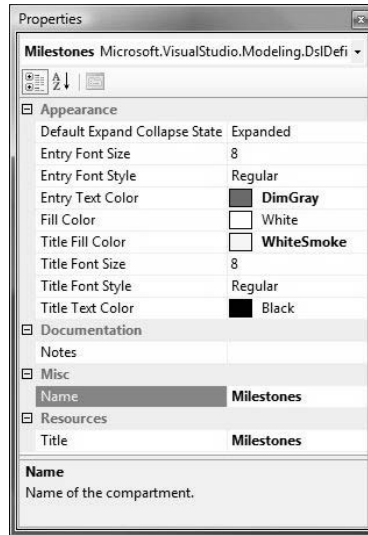 Properties
Milestones Microsoft.VisualStudio.Modeling.DslDefi
Appearance
Default Expand Collapse State Expanded
Entry Font Size 8
Entry Font Style Regular
Entry Text Color DimGray
Fill Color White
Title Fill Color WhiteSmoke
Title Font Size 8
Title Font Style Regular
Title Text Color Black
Documentation
Notes
Misc
Name Milestones
Resources
Title Milestones
Name
Name of the compartment.